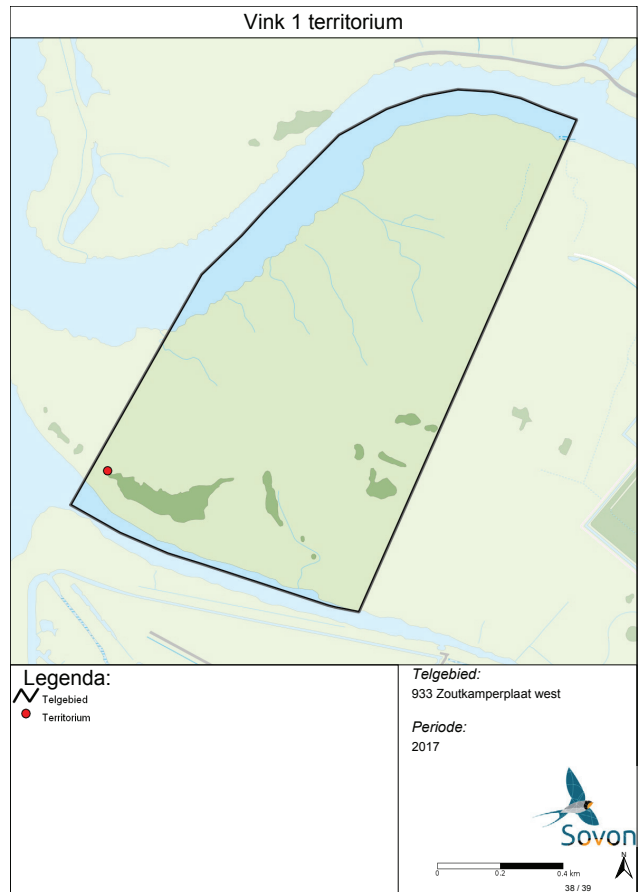 Vink 1 territorium
Legenda:
Telgebied
Territorium
Telgebied:
933 Zoutkamperplaat west
Periode:
2017
Sovon
N
0 0.2 0.4 km
38 / 39